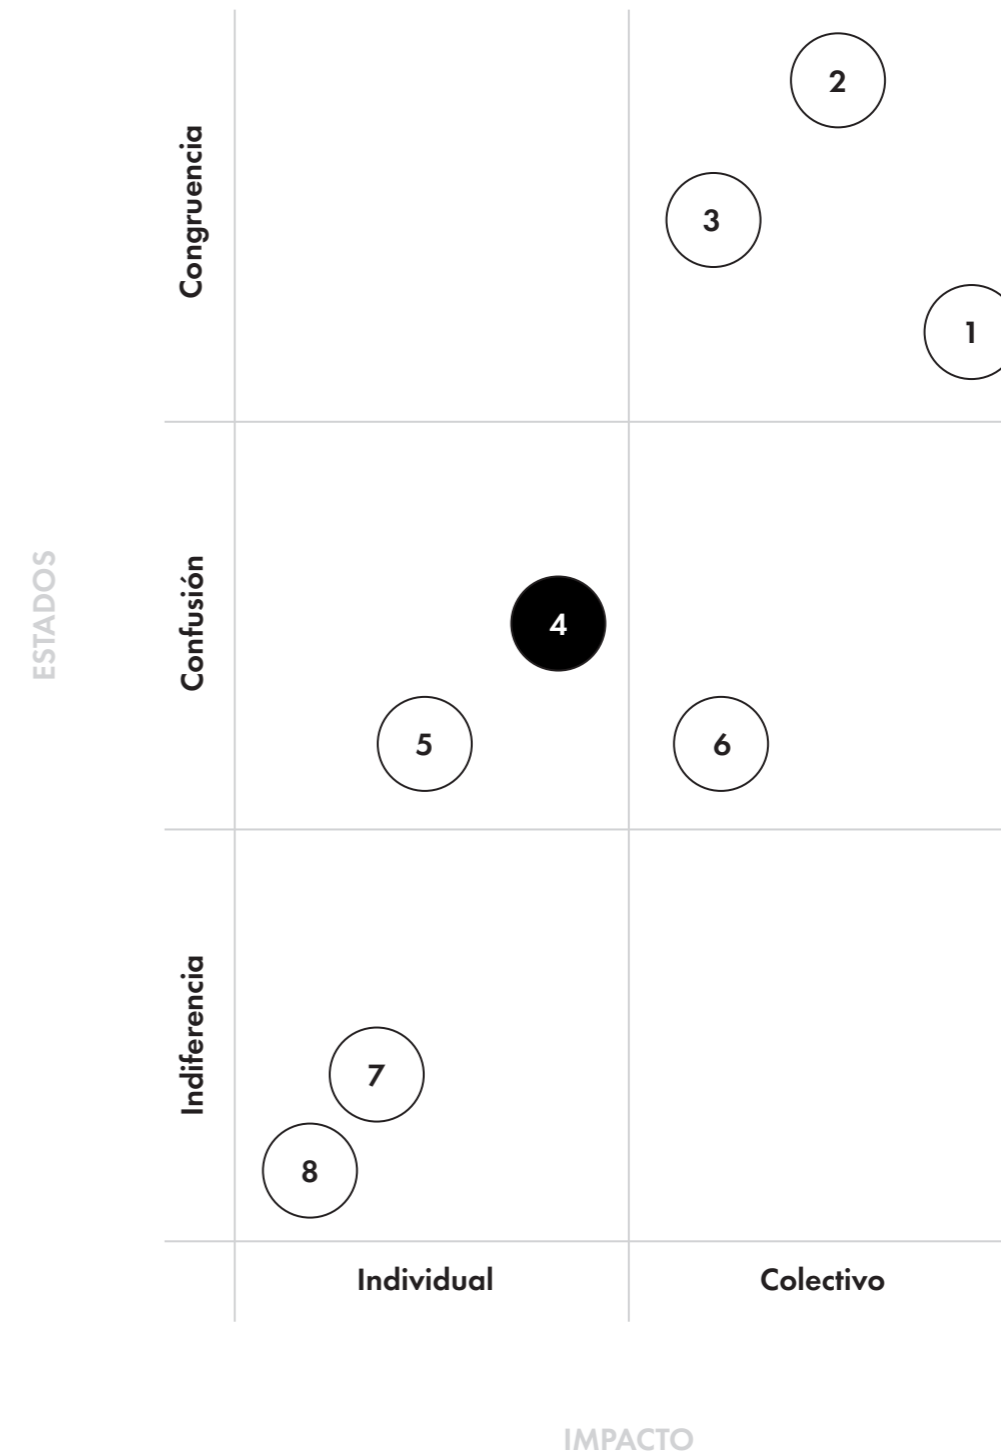 2
3
1
Congruencia
4
5
6
Confusión
ESTADOS
7
8
Indiferencia
Individual
Colectivo
IMPACTO